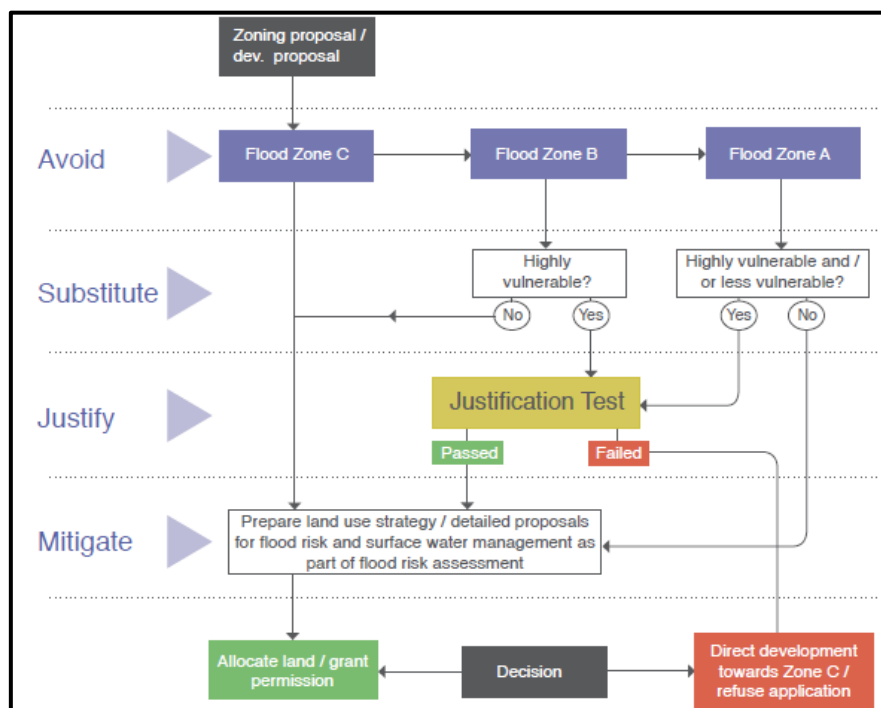 Zoning proposal /
dev. proposal
Avoid
Flood Zone C
Flood Zone B
Flood Zone A
Substitute
Highly
vulnerable?
No
Yes
Highly vulnerable and /
or less vulnerable?
Yes
No
Justify
Justification Test
Passed
Failed
Mitigate
Prepare land use strategy / detailed proposals
for flood risk and surface water management as
part of flood risk assessment
Allocate land / grant
permission
Decision
Direct development
towards Zone C /
refuse application